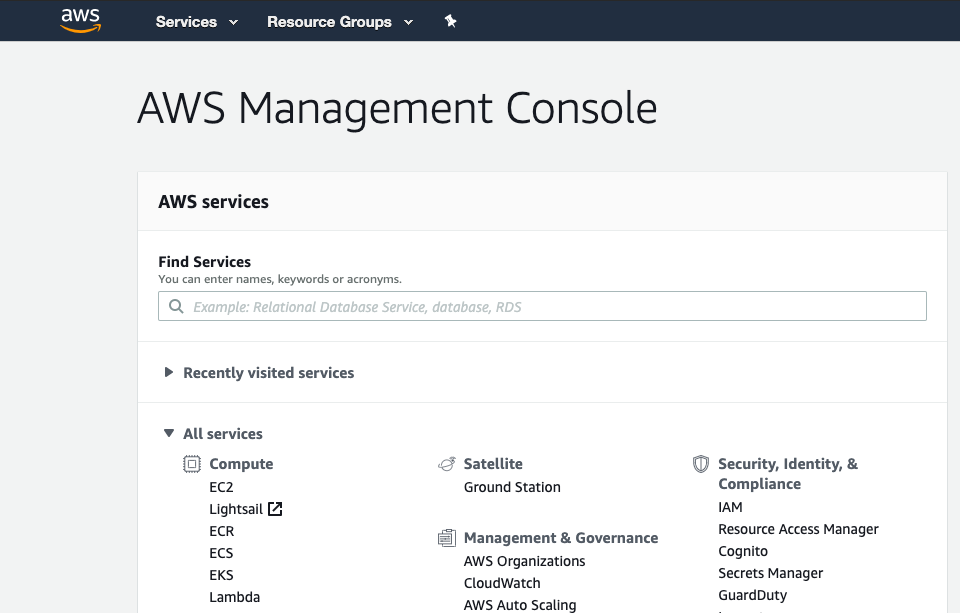 aws Services Resource Groups
AWS Management Console
AWS services
Find Services
You can enter names, keywords or acronyms.
Example: Relational Database Service, database, RDS
Recently visited services
All services
Compute
EC2
Lightsail
ECR
ECS
EKS
Lambda
Satellite
Ground Station
Management & Governance
AWS Organizations
CloudWatch
AWS Auto Scaling
Security, Identity, &
Compliance
IAM
Resource Access Manager
Cognito
Secrets Manager
GuardDuty